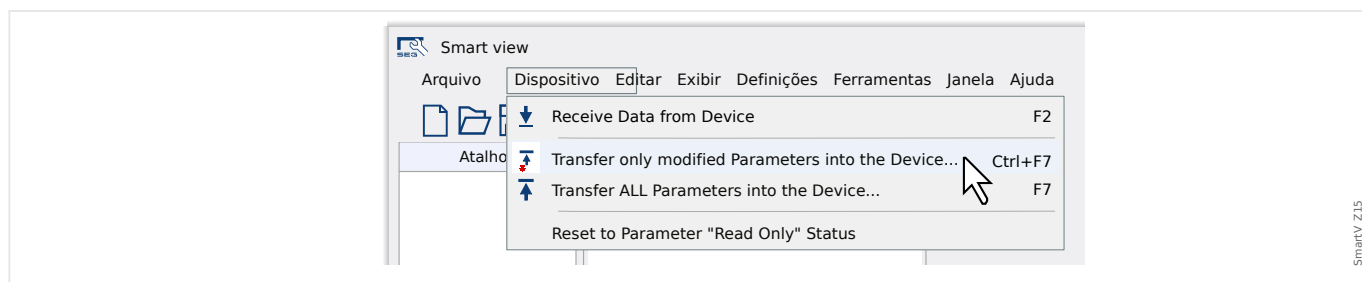 SEG Smart view
Arquivo Dispositivo Editar Exibir Definições Ferramentas Janela Ajuda
Receive Data from Device F2
Atalho
Transfer only modified Parameters into the Device... Ctrl+F7
Transfer ALL Parameters into the Device... F7
Reset to Parameter "Read Only" Status
SmartV_Z15